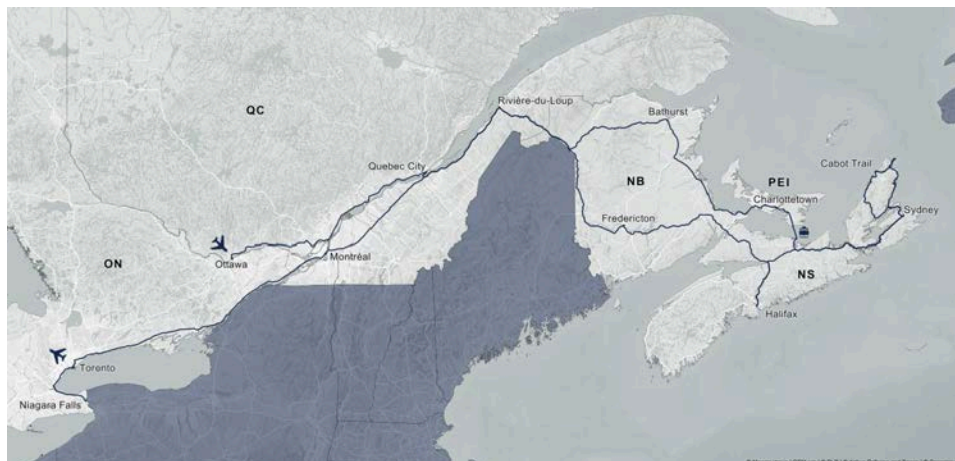 Rivière-du-Loup
QC
Bathurst
Quebec City
Cabot Trail
NB
PEI
Charlottetown
Sydney
Fredericton
Ottawa
Montréal
ON
NS
Halifax
Toronto
Niagara Falls